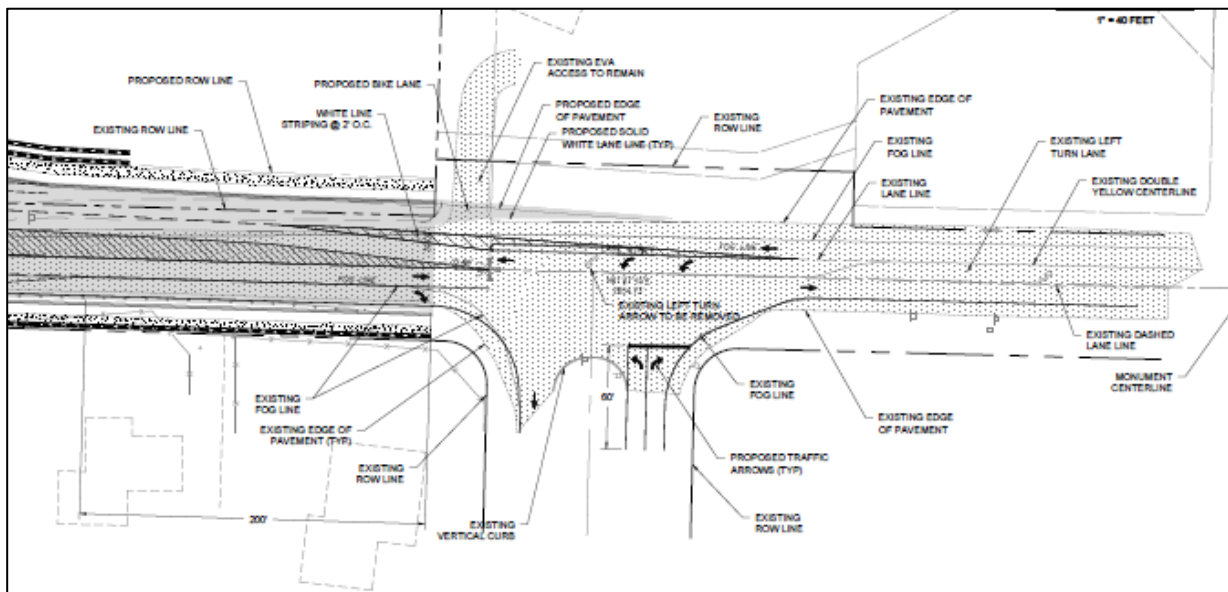 1" = 40 FEET
PROPOSED ROW LINE
PROPOSED BIKE LANE
EXISTING EVA
ACCESS TO REMAIN
WHITE LINE
STRIPING @ 2' O.C.
PROPOSED EDGE
OF PAVEMENT
EXISTING ROW LINE
PROPOSED SOLID
WHITE LANE LINE (TYP)
EXISTING
ROW LINE
EXISTING EDGE OF
PAVEMENT
EXISTING
FOG LINE
EXISTING LEFT
TURN LANE
EXISTING
LANE LINE
EXISTING DOUBLE
YELLOW CENTERLINE
FOG LINE
FOG LINE
EXISTING LEFT TURN
ARROW TO BE REMOVED
EXISTING DASHED
LANE LINE
MONUMENT
CENTERLINE
EXISTING
FOG LINE
60'
EXISTING
FOG LINE
EXISTING EDGE OF
PAVEMENT (TYP)
EXISTING EDGE
OF PAVEMENT
EXISTING
ROW LINE
PROPOSED TRAFFIC
ARROWS (TYP)
200'
EXISTING
VERTICAL CURB
EXISTING
ROW LINE